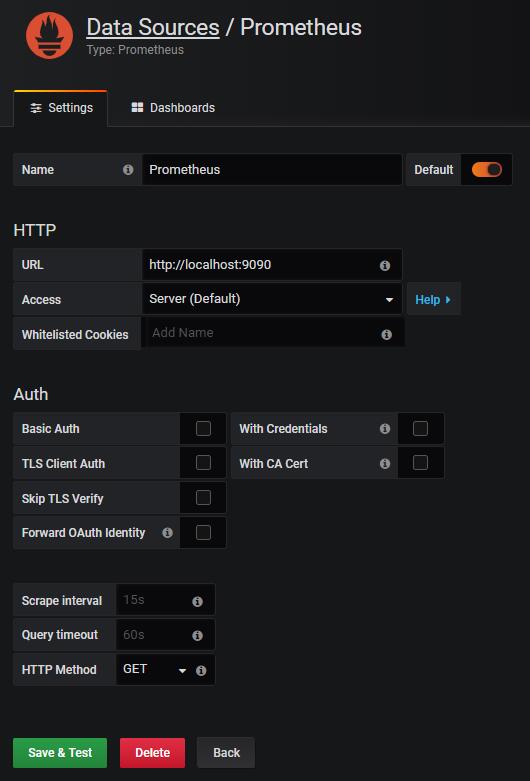 Data Sources / Prometheus
Type: Prometheus
Settings Dashboards
Name Prometheus Default
HTTP
URL http://localhost:9090
Access Server (Default) Help
Whitelisted Cookies Add Name
Auth
Basic Auth With Credentials
TLS Client Auth With CA Cert
Skip TLS Verify
Forward OAuth Identity
Scrape interval 15s
Query timeout 60s
HTTP Method GET
Save & Test Delete Back